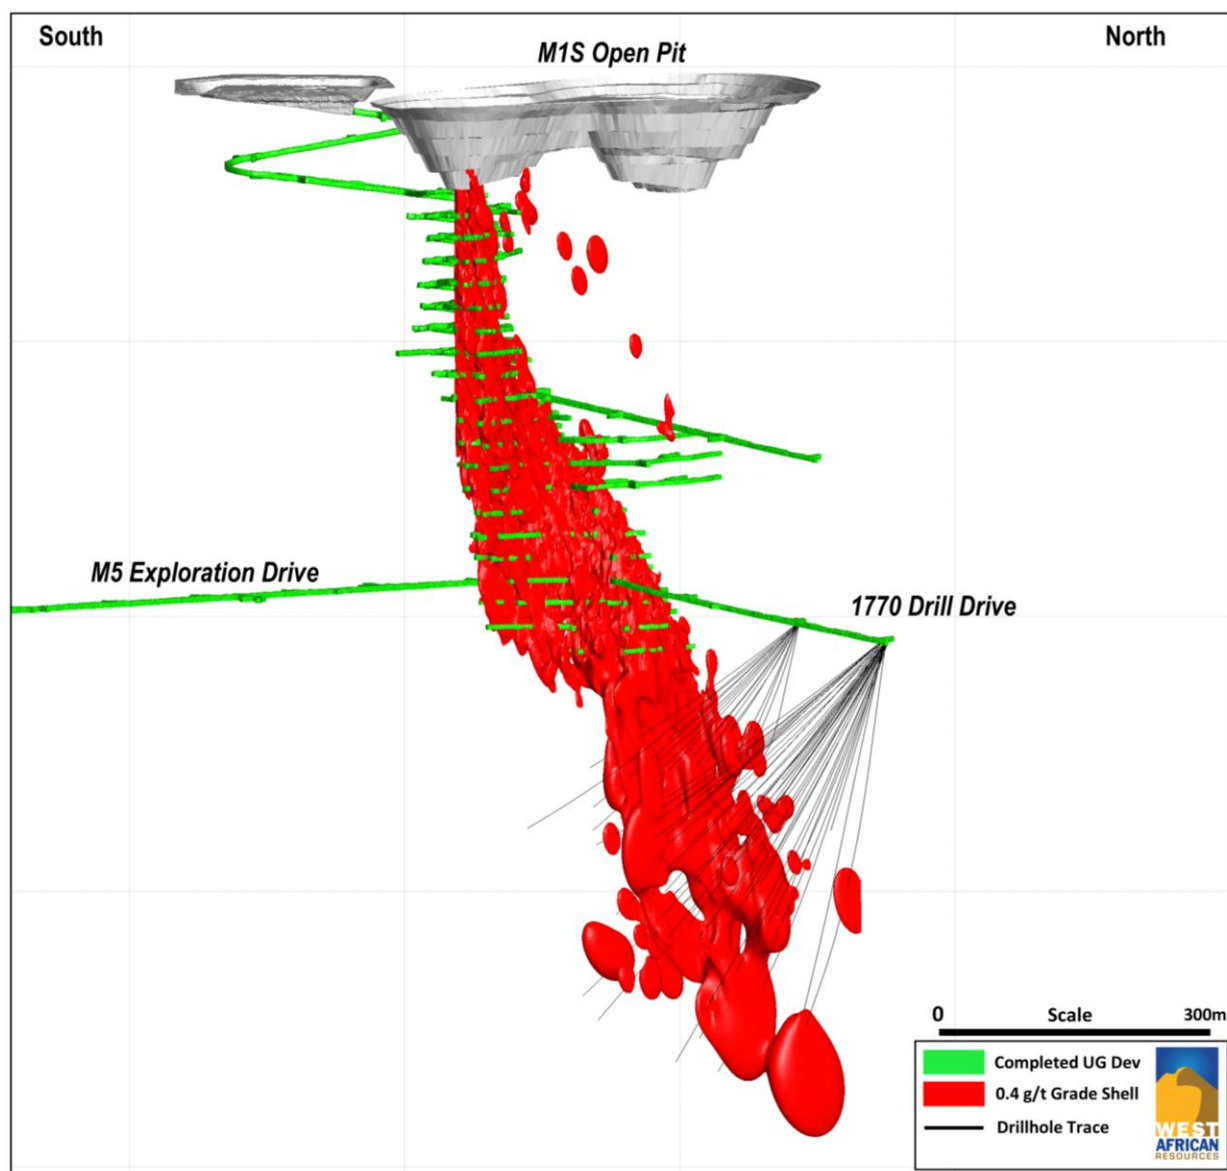 South
North
M1S Open Pit
M5 Exploration Drive
1770 Drill Drive
0 Scale 300m
Completed UG Dev
0.4 g/t Grade Shell
Drillhole Trace
WEST
AFRICAN
RESOURCES